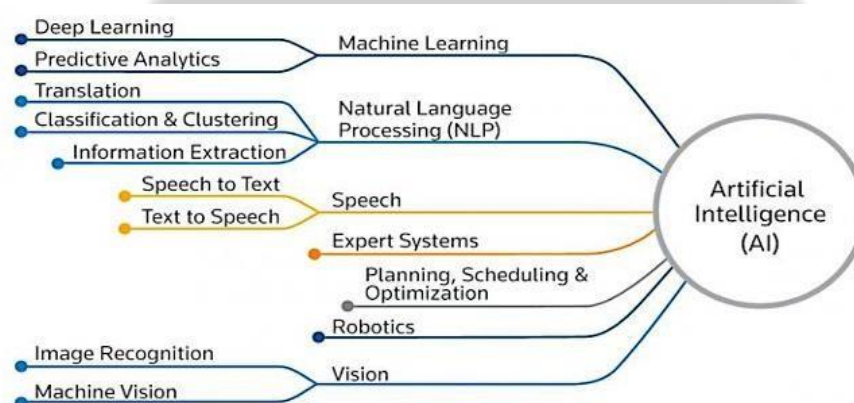 Deep Learning
Machine Learning
Predictive Analytics
Translation
Natural Language
Processing (NLP)
Classification & Clustering
Information Extraction
Speech to Text
Speech
Text to Speech
Expert Systems
Planning, Scheduling &
Optimization
Robotics
Image Recognition
Vision
Machine Vision
Artificial
Intelligence
(AI)